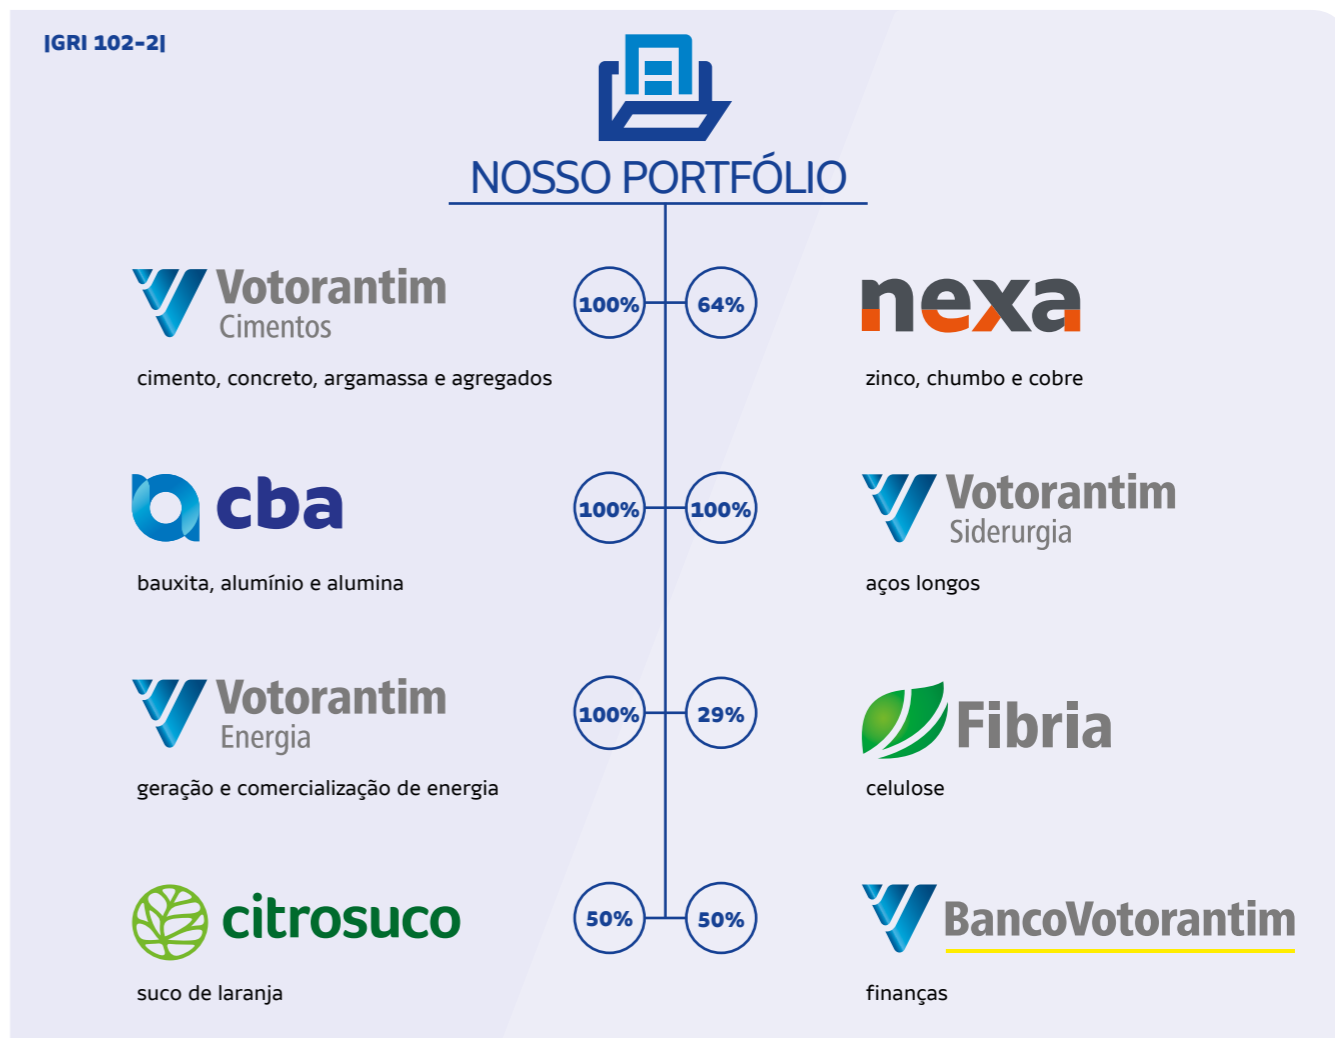 |GRI 102-2|
NOSSO PORTFÓLIO
Votorantim
Cimentos
cimento, concreto, argamassa e agregados
100%
64%
nexa
zinco, chumbo e cobre
cba
bauxita, alumínio e alumina
100%
100%
Votorantim
Siderurgia
aços longos
Votorantim
Energia
geração e comercialização de energia
100%
29%
Fibria
celulose
citrosuco
suco de laranja
50%
50%
BancoVotorantim
finanças